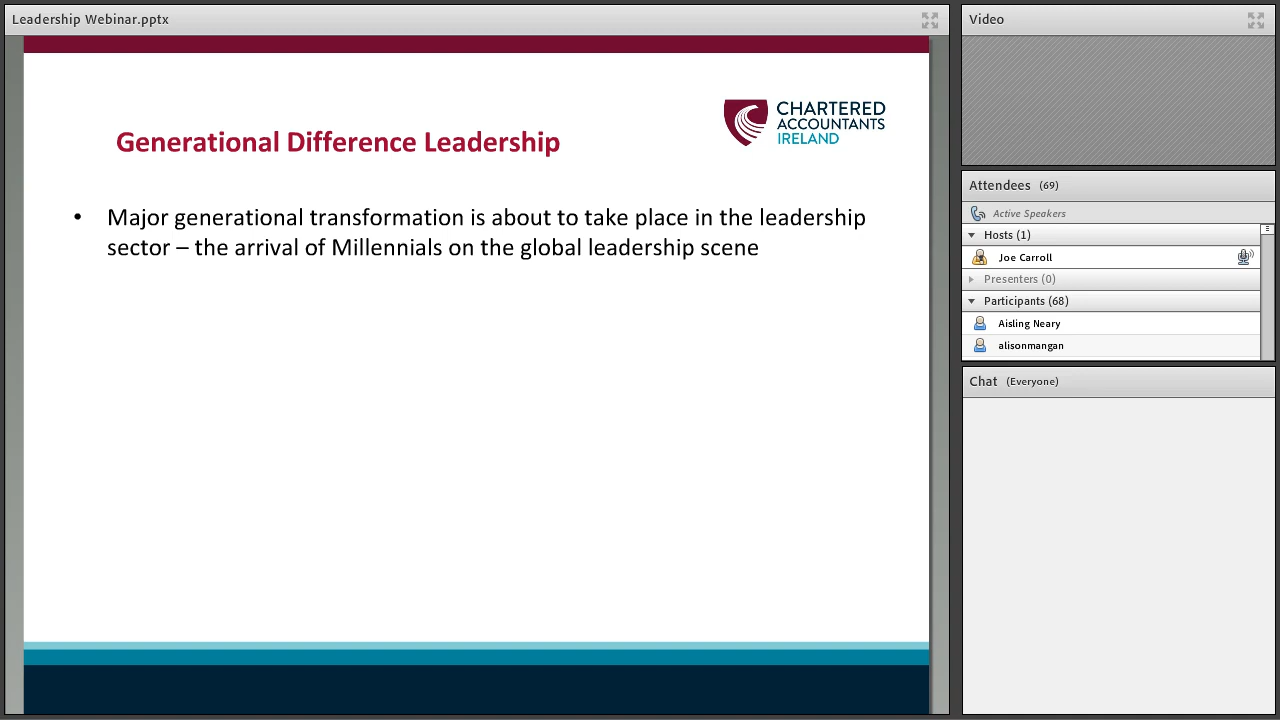 Leadership Webinar.pptx
Generational Difference Leadership
CHARTERED
ACCOUNTANTS
IRELAND
• Major generational transformation is about to take place in the leadership
sector – the arrival of Millennials on the global leadership scene
Video
Attendees (69)
Active Speakers
Hosts (1)
Joe Carroll
Presenters (0)
Participants (68)
Aisling Neary
alisonmangan
Chat (Everyone)